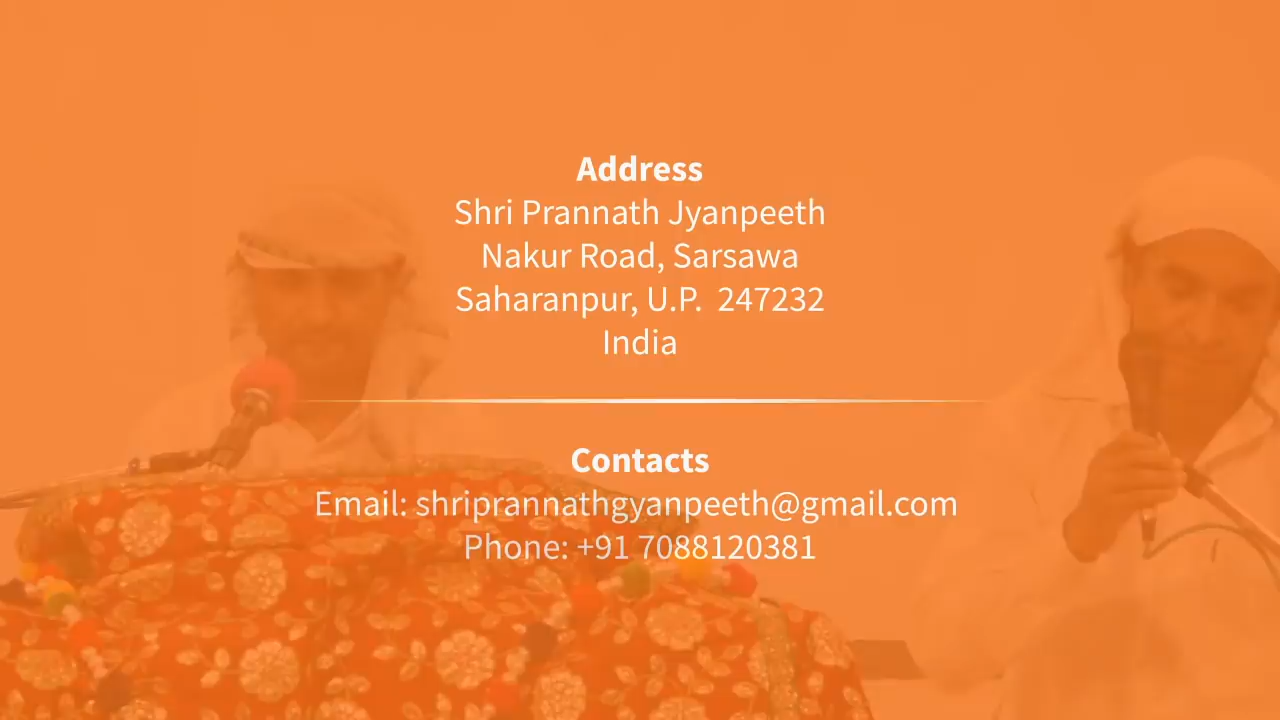 Address
Shri Prannath Jyanpeeth
Nakur Road, Sarsawa
Saharanpur, U.P.  247232
India
Contacts
Email: shriprannathgyanpeeth@gmail.com
Phone: +91 7088120381